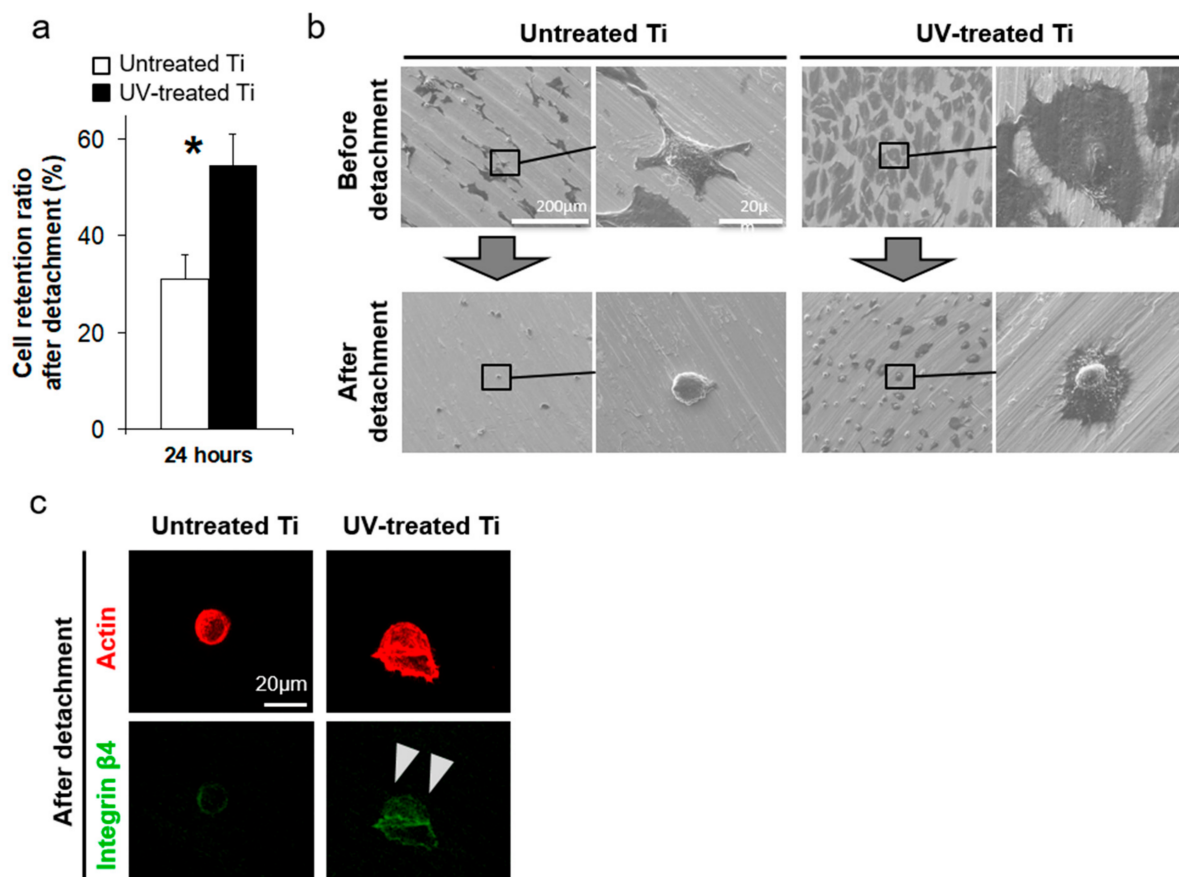 a
Untreated Ti
UV-treated Ti
Cell retention ratio
after detachment (%)
60
40
20
0
*
24 hours
b
Untreated Ti
UV-treated Ti
Before
detachment
200μm
20μ
m
After
detachment
c
Untreated Ti
UV-treated Ti
After detachment
Actin
20μm
Integrin β4